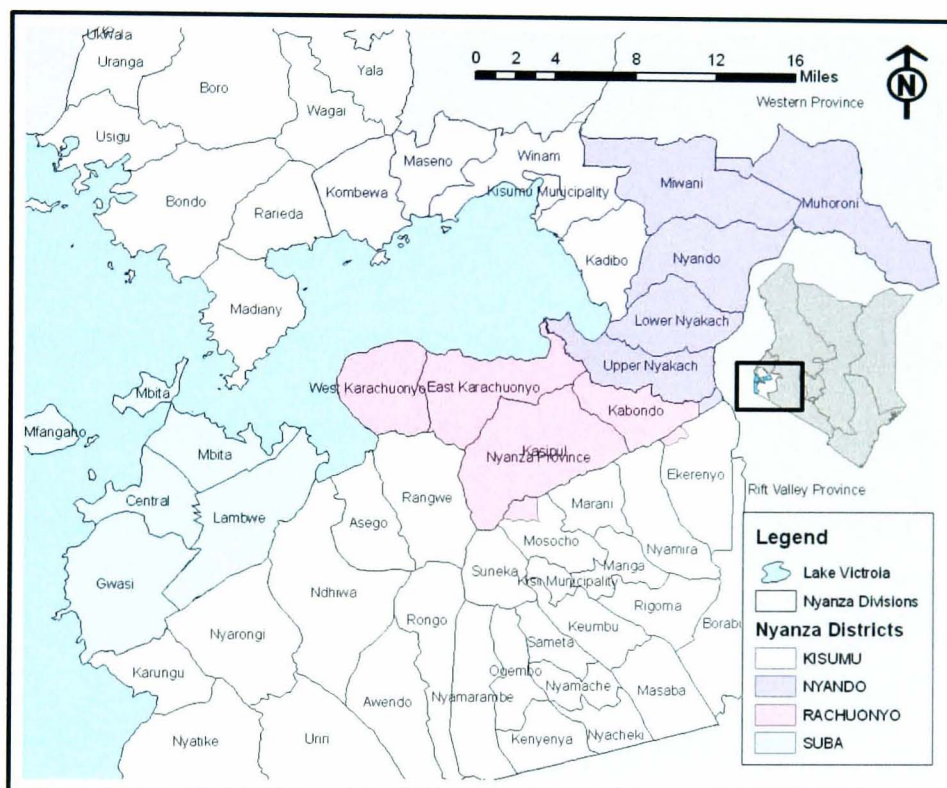 Ukwala
Uranga
Boro
Yala
Wagai
0 2 4 8 12 16
Miles
N
Western Province
Usigu
Maseno
Winam
Bondo
Rarieda
Kombewa
Kisumu Municipality
Miwani
Muhoroni
Kadibo
Nyando
Madiany
Lower Nyakach
Upper Nyakach
West Karachuonyo
East Karachuonyo
Mbita
Kabondo
Mfangano
Mbita
Kasipul
Nyanza Province
Ekerenyo
Rift Valley Province
Central
Lambwe
Asego
Rangwe
Marani
Mosocho
Nyamira
Gwasi
Ndhiwa
Suneka
Manga
Kisii Municipality
Rigoma
Nyarongi
Rongo
Keumbu
Borabu
Sameta
Karungu
Ogembo
Nyamache
Masaba
Awendo
Nyamarambe
Nyatike
Uriri
Kenyenya
Nyacheki
Legend
Lake Victroia
Nyanza Divisions
Nyanza Districts
KISUMU
NYANDO
RACHUONYO
SUBA